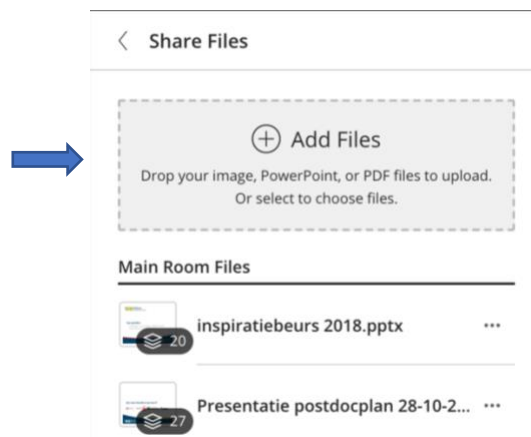 Share Files
Add Files
Drop your image, PowerPoint, or PDF files to upload.
Or select to choose files.
Main Room Files
20
inspiratiebeurs 2018.pptx
27
Presentatie postdocplan 28-10-2...